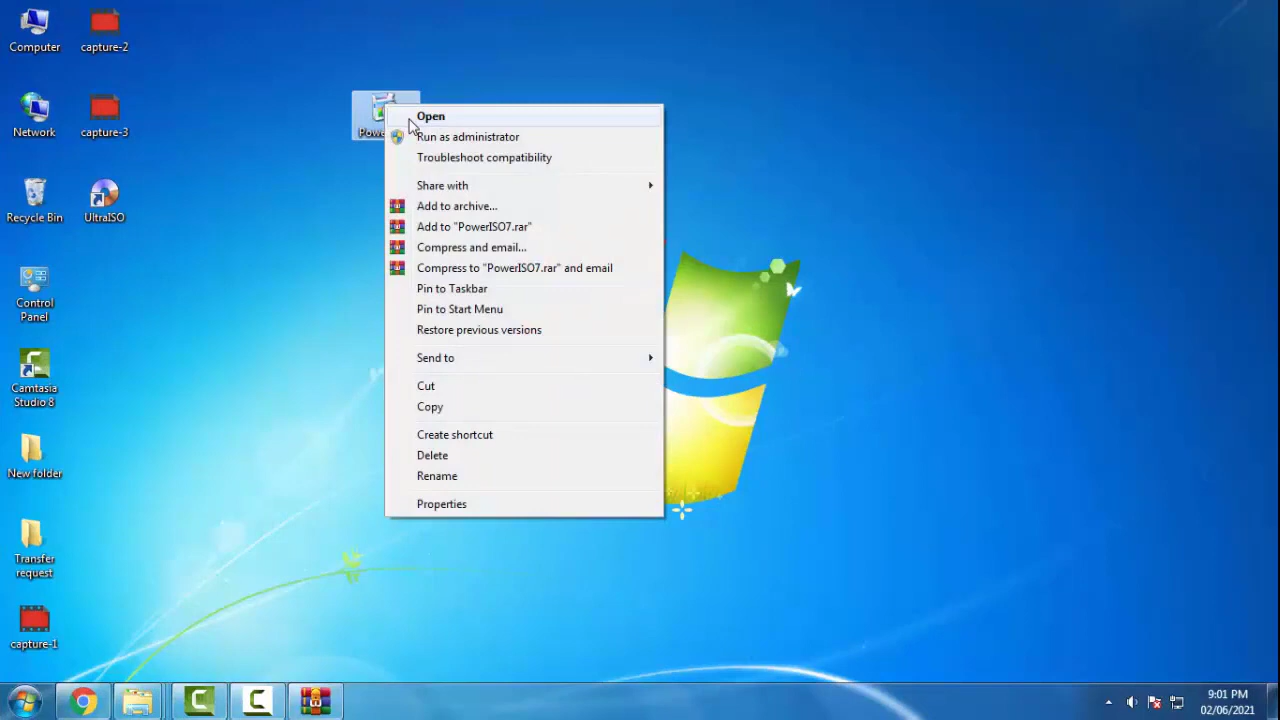 Computer
capture-2
Network
capture-3
Recycle Bin
UltraISO
Control
Panel
Camtasia
Studio 8
New folder
Transfer
request
capture-1
Open
Run as administrator
Troubleshoot compatibility
Share with
Add to archive...
Add to "PowerISO7.rar"
Compress and email...
Compress to "PowerISO7.rar" and email
Pin to Taskbar
Pin to Start Menu
Restore previous versions
Send to
Cut
Copy
Create shortcut
Delete
Rename
Properties
9:01 PM
02/06/2021